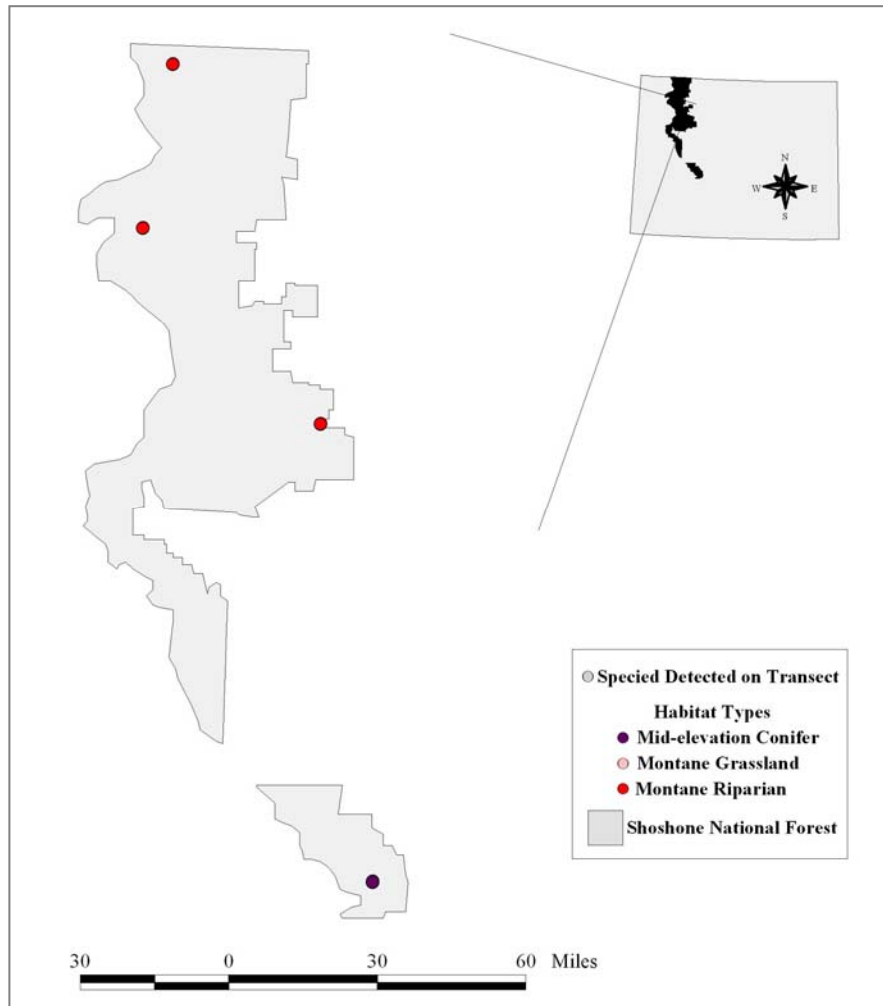 N
W E
S
Specied Detected on Transect
Habitat Types
Mid-elevation Conifer
Montane Grassland
Montane Riparian
Shoshone National Forest
30 0 30 60 Miles